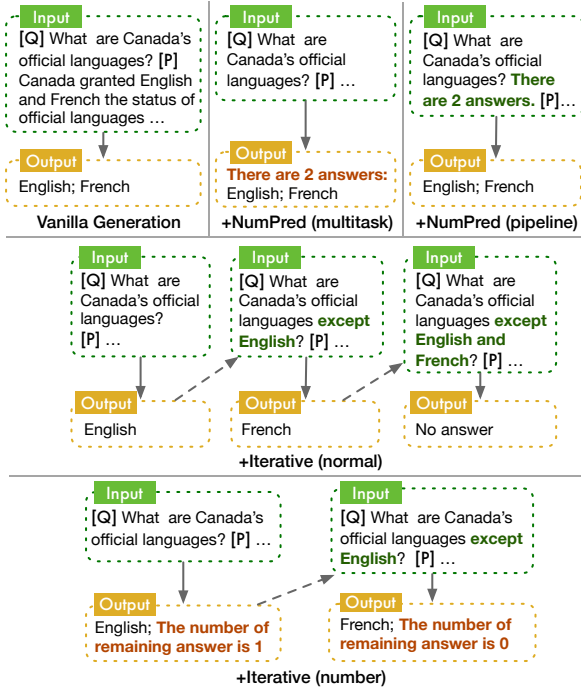 Input
[Q] What are Canada's
official languages? [P]
Canada granted English
and French the status of
official languages ...
Output
English; French
Vanilla Generation
Input
[Q] What are
Canada's official
languages? [P] ...
Output
There are 2 answers:
English; French
+NumPred (multitask)
Input
[Q] What are
Canada's official
languages? There
are 2 answers. [P]...
Output
English; French
+NumPred (pipeline)
Input
[Q] What are
Canada's official
languages?
[P] ...
Output
English
Input
[Q] What are
Canada's official
languages except
English? [P] ...
Output
French
Input
[Q] What are
Canada's official
languages except
English and
French? [P] ...
Output
No answer
+Iterative (normal)
Input
[Q] What are Canada's
official languages? [P] ...
Output
English; The number of
remaining answer is 1
Input
[Q] What are Canada's
official languages except
English? [P] ...
Output
French; The number of
remaining answer is 0
+Iterative (number)